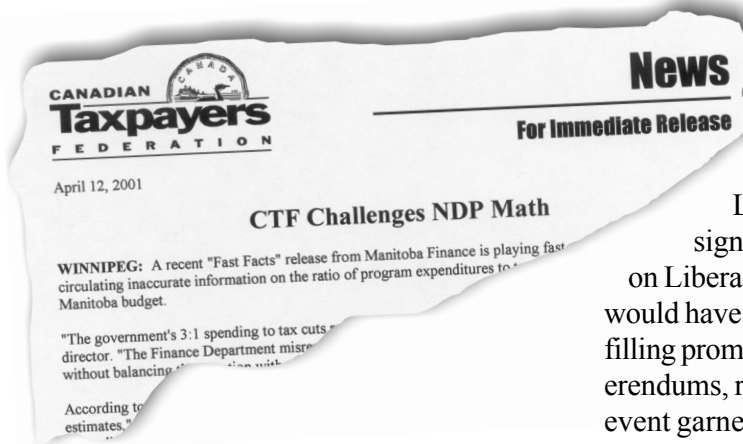 CANADA
CANADIAN
Taxpayers
FEDERATION
News
For Immediate Release
April 12, 2001
CTF Challenges NDP Math
WINNIPEG: A recent "Fast Facts" release from Manitoba Finance is playing fast
circulating inaccurate information on the ratio of program expenditures to
Manitoba budget.
"The government's 3:1 spending to tax cuts
director. "The Finance Department
without balancing
According to
estimates."
L
sign
on Libera
would have
filling prom
erendums, r
event garne